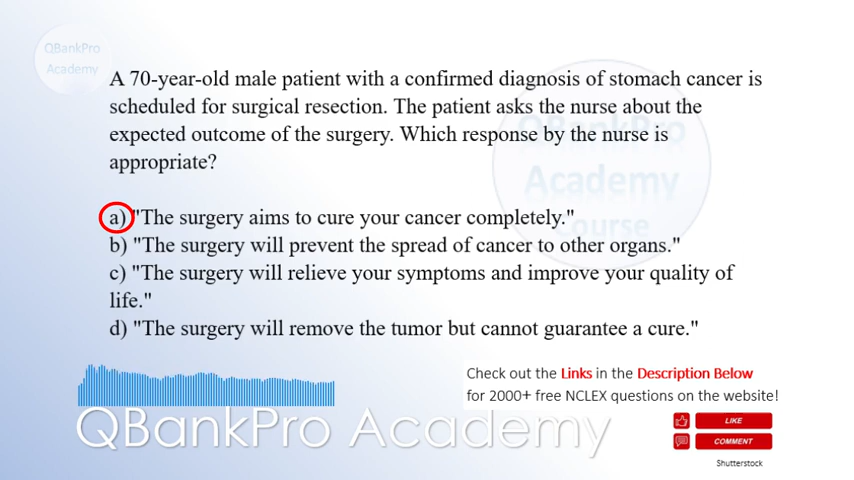 QBankPro
Academy
A 70-year-old male patient with a confirmed diagnosis of stomach cancer is
scheduled for surgical resection. The patient asks the nurse about the
expected outcome of the surgery. Which response by the nurse is
appropriate?
QBankPro
Academy
Course
a) "The surgery aims to cure your cancer completely."
b) "The surgery will prevent the spread of cancer to other organs."
c) "The surgery will relieve your symptoms and improve your quality of
life."
d) "The surgery will remove the tumor but cannot guarantee a cure."
Check out the Links in the Description Below
for 2000+ free NCLEX questions on the website!
QBankPro Academy
LIKE
COMMENT
Shutterstock